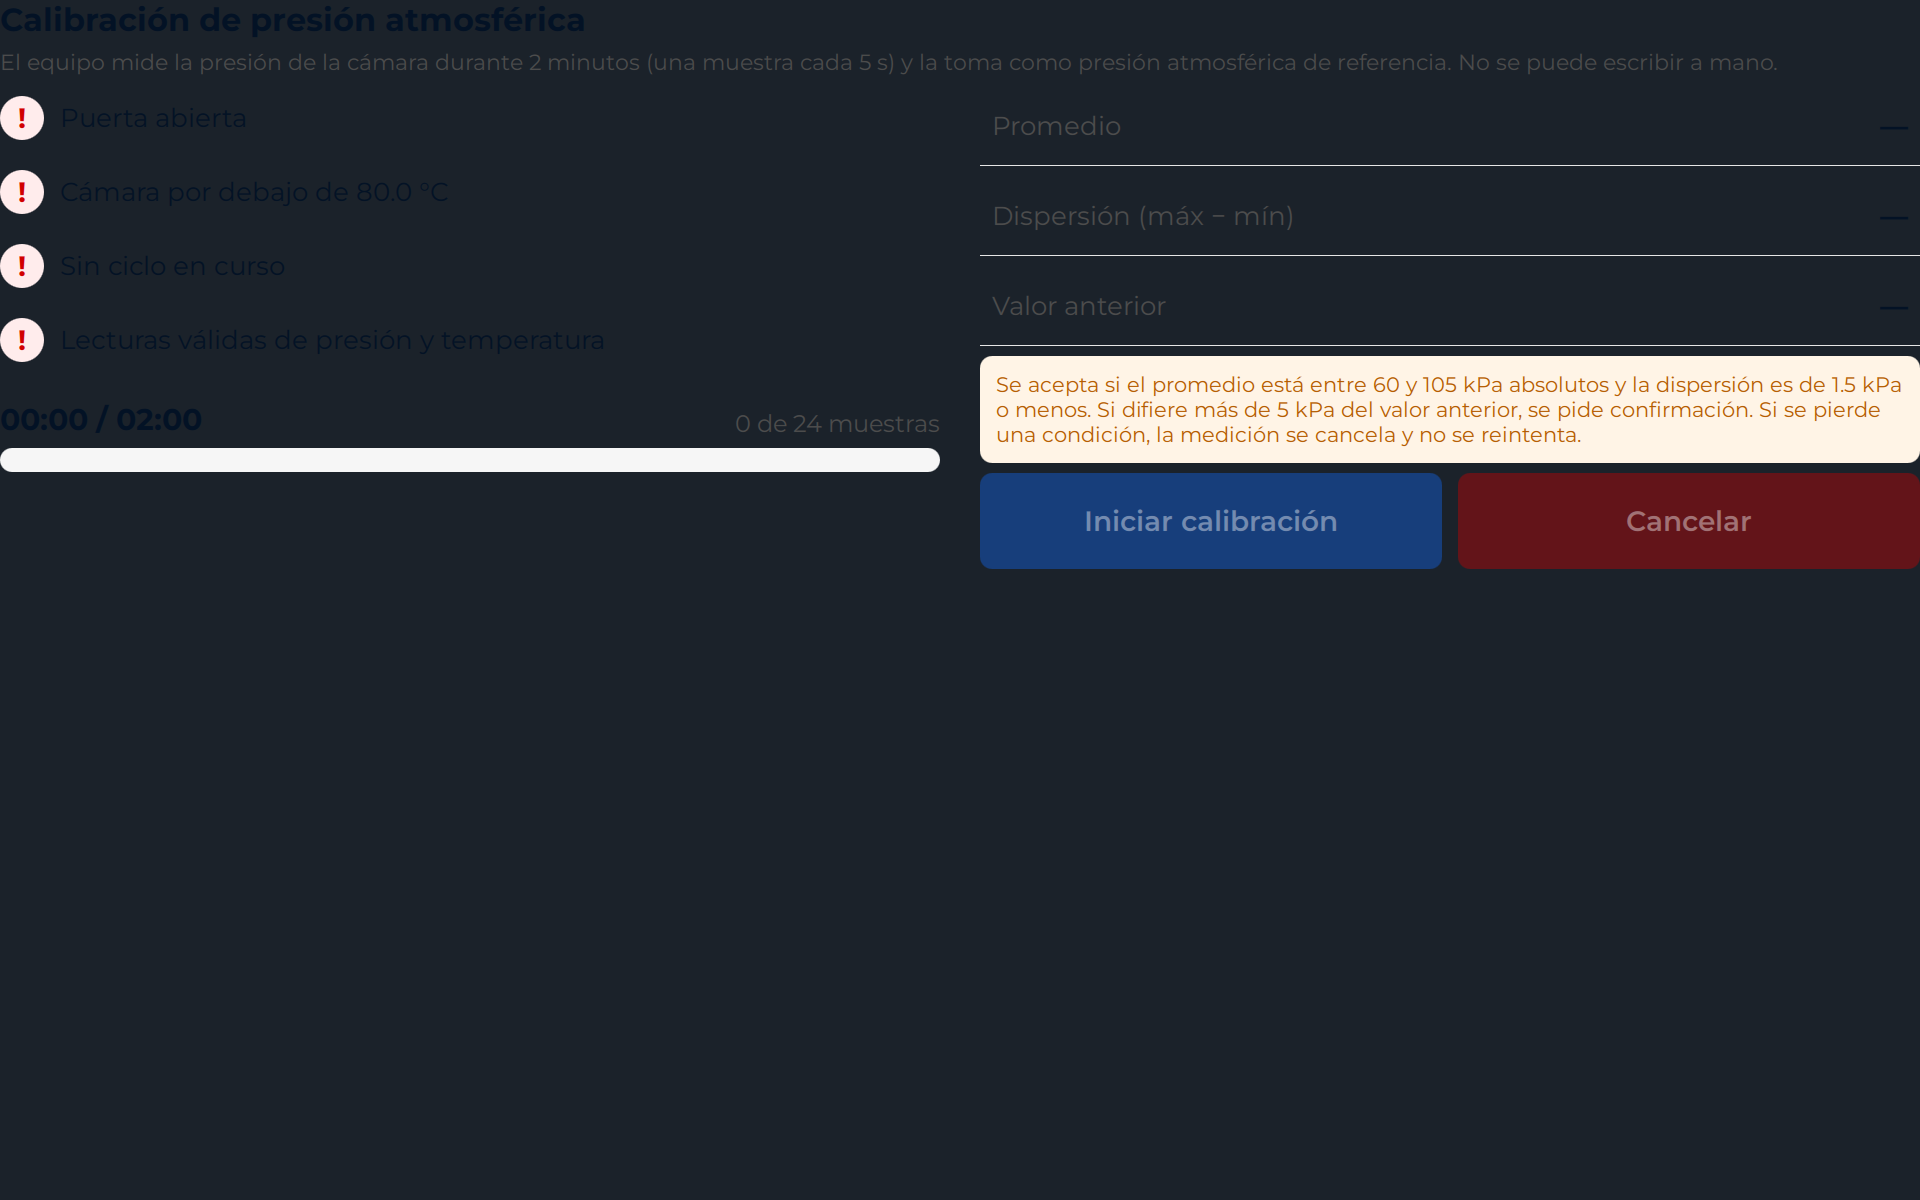 Calibración de presión atmosférica
El equipo mide la presión de la cámara durante 2 minutos (una muestra cada 5 s) y la toma como presión atmosférica de referencia. No se puede escribir a mano.
! Puerta abierta
! Cámara por debajo de 80.0 °C
! Sin ciclo en curso
! Lecturas válidas de presión y temperatura
00:00 / 02:00
0 de 24 muestras
Promedio —
Dispersión (máx − mín) —
Valor anterior —
Se acepta si el promedio está entre 60 y 105 kPa absolutos y la dispersión es de 1.5 kPa
o menos. Si difiere más de 5 kPa del valor anterior, se pide confirmación. Si se pierde
una condición, la medición se cancela y no se reintenta.
Iniciar calibración
Cancelar